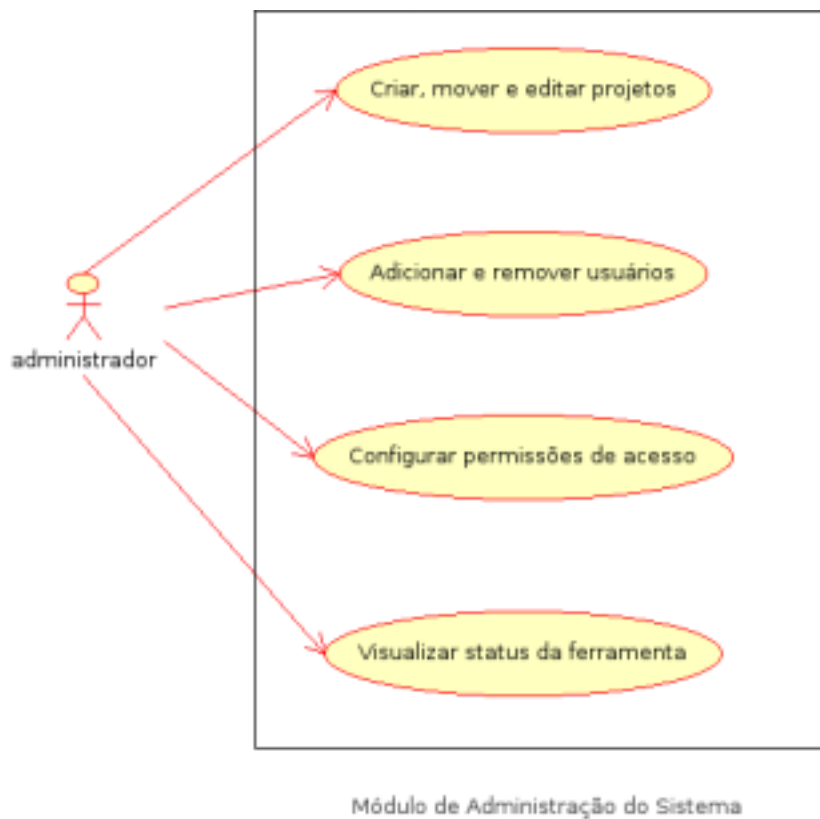 Criar, mover e editar projetos
Adicionar e remover usuários
administrador
Configurar permissões de acesso
Visualizar status da ferramenta
Módulo de Administração do Sistema